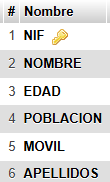 # Nombre
1 NIF
2 NOMBRE
3 EDAD
4 POBLACION
5 MOVIL
6 APELLIDOS